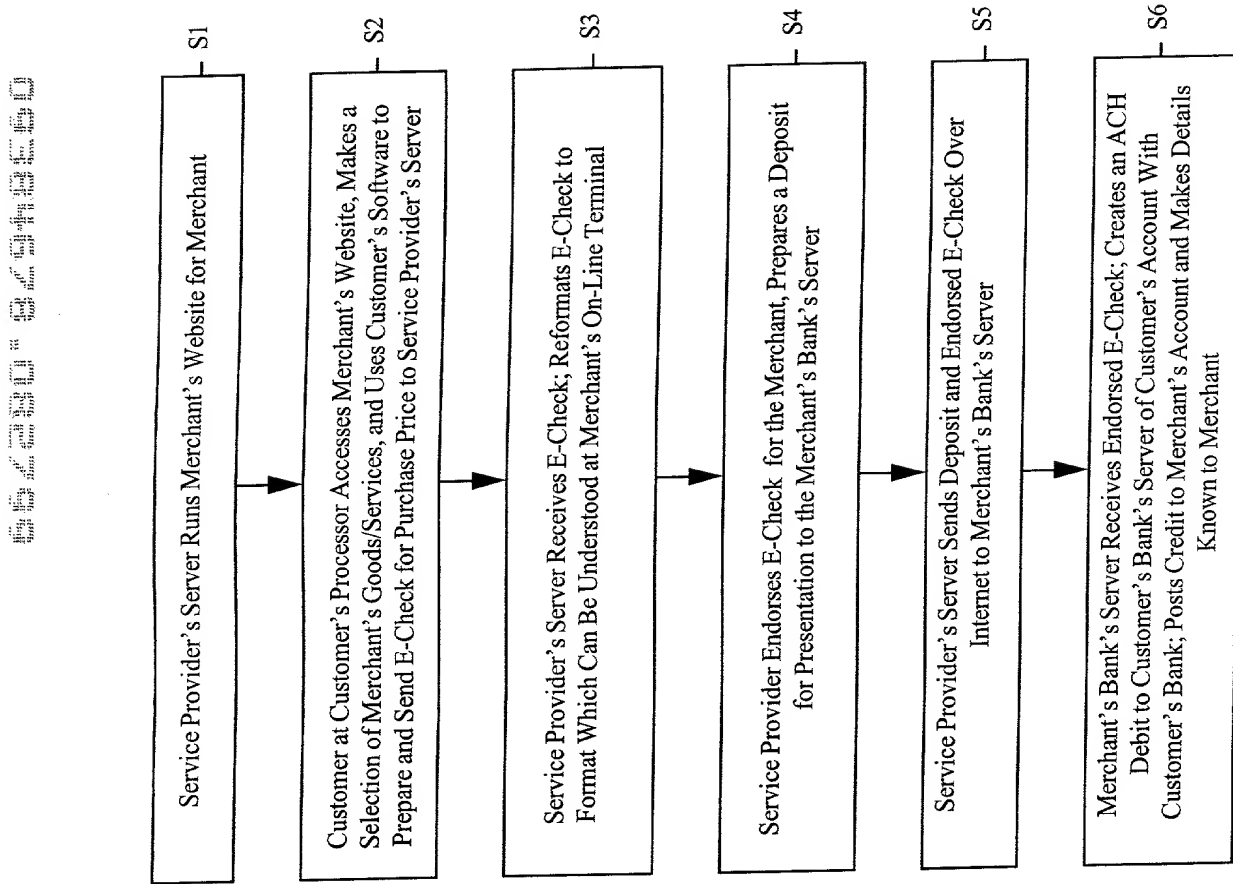 Service Provider's Server Runs Merchant's Website for Merchant
S1
Customer at Customer's Processor Accesses Merchant's Website, Makes a
Selection of Merchant's Goods/Services, and Uses Customer's Software to
Prepare and Send E-Check for Purchase Price to Service Provider's Server
S2
Service Provider's Server Receives E-Check; Reformats E-Check to
Format Which Can Be Understood at Merchant's On-Line Terminal
S3
Service Provider Endorses E-Check for the Merchant, Prepares a Deposit
for Presentation to the Merchant's Bank's Server
S4
Service Provider's Server Sends Deposit and Endorsed E-Check Over
Internet to Merchant's Bank's Server
S5
Merchant's Bank's Server Receives Endorsed E-Check; Creates an ACH
Debit to Customer's Bank's Server of Customer's Account With
Customer's Bank; Posts Credit to Merchant's Account and Makes Details
Known to Merchant
S6